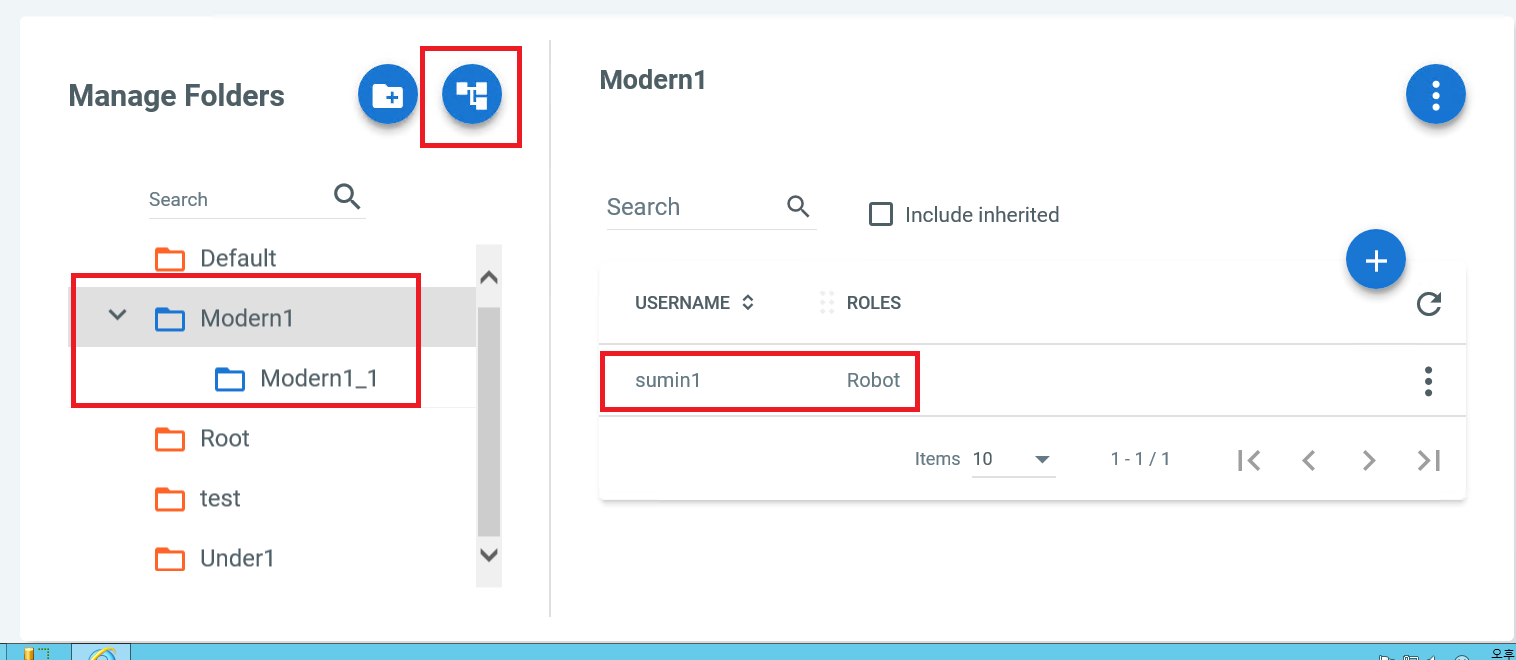 Manage Folders
Search
Default
Modern1
Modern1_1
Root
test
Under1
Modern1
Search
Include inherited
USERNAME ROLES
sumin1 Robot
Items 10 1 - 1 / 1
오후